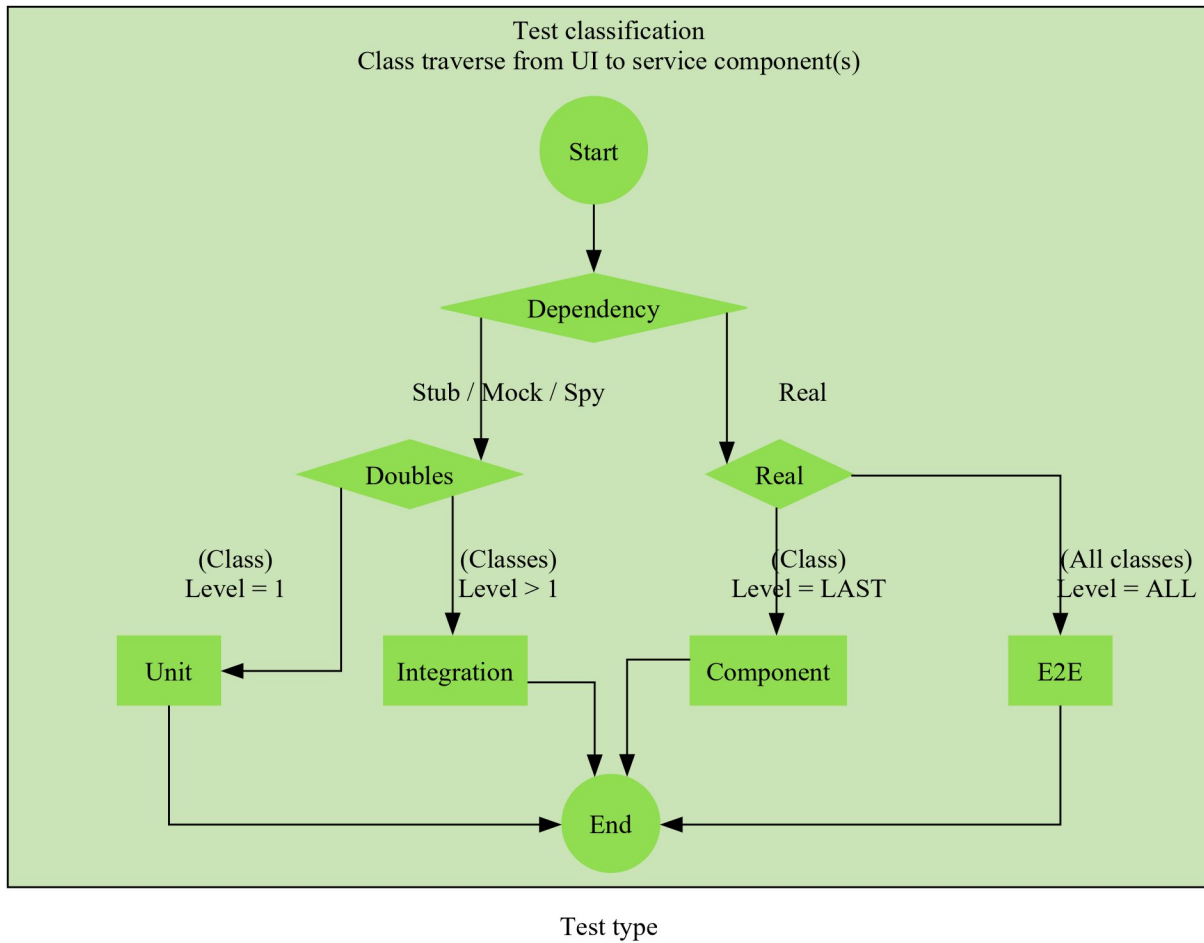 Test classification
Class traverse from UI to service component(s)
Start
Dependency
Stub / Mock / Spy
Real
Doubles
Real
(Class)
Level = 1
(Classes)
Level > 1
(Class)
Level = LAST
(All classes)
Level = ALL
Unit
Integration
Component
E2E
End
Test type